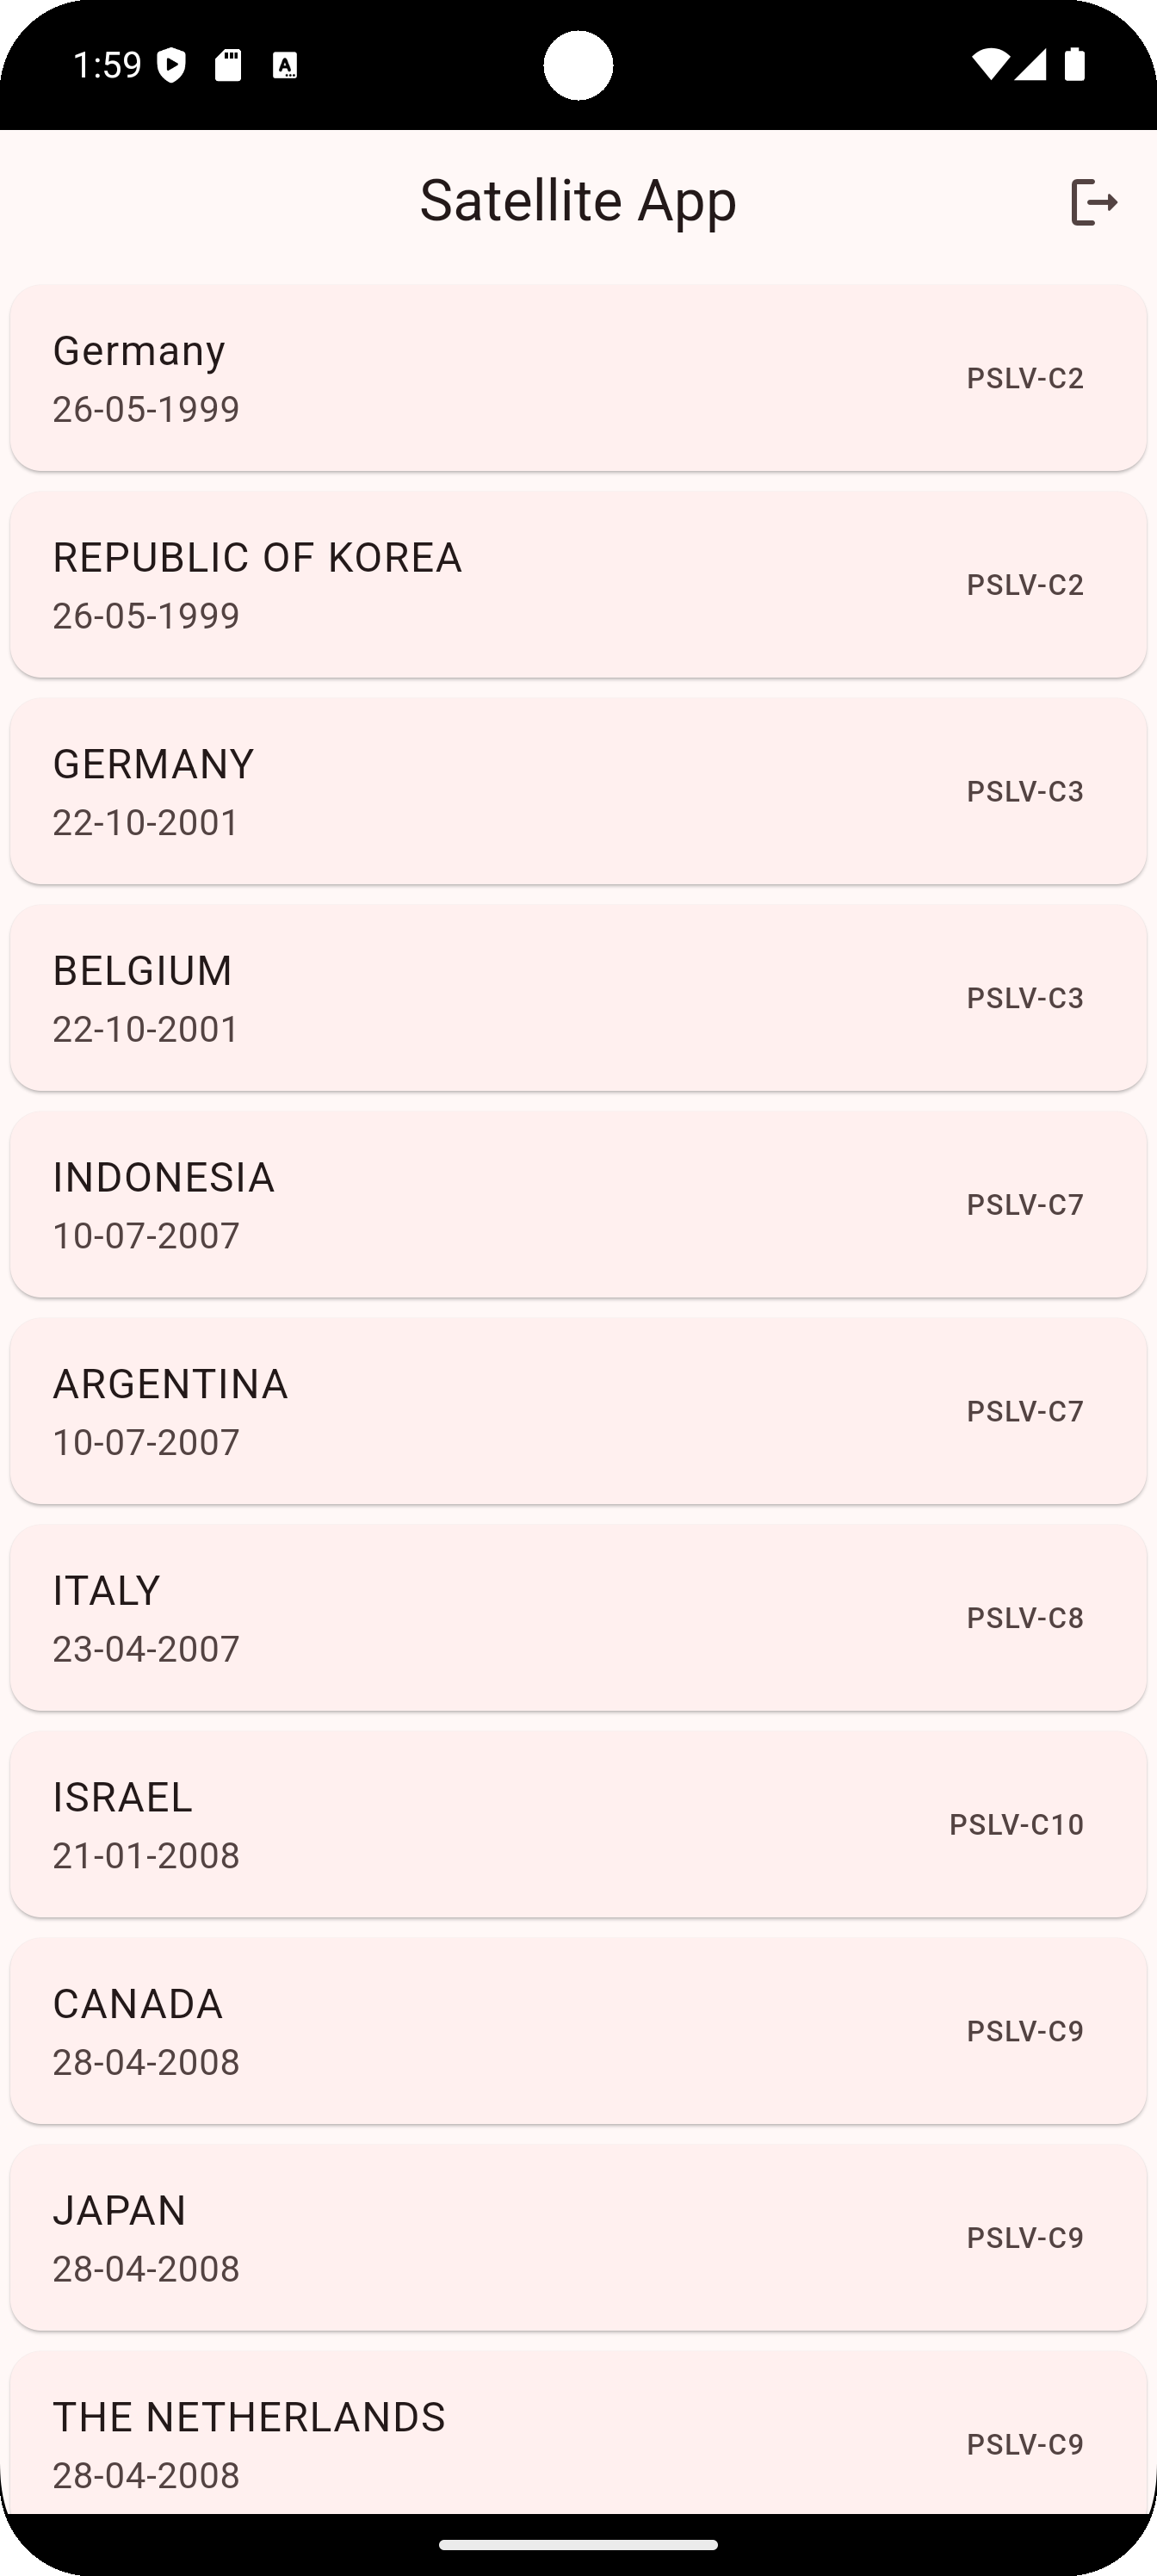 1:59
Satellite App
Germany
26-05-1999
PSLV-C2
REPUBLIC OF KOREA
26-05-1999
PSLV-C2
GERMANY
22-10-2001
PSLV-C3
BELGIUM
22-10-2001
PSLV-C3
INDONESIA
10-07-2007
PSLV-C7
ARGENTINA
10-07-2007
PSLV-C7
ITALY
23-04-2007
PSLV-C8
ISRAEL
21-01-2008
PSLV-C10
CANADA
28-04-2008
PSLV-C9
JAPAN
28-04-2008
PSLV-C9
THE NETHERLANDS
28-04-2008
PSLV-C9